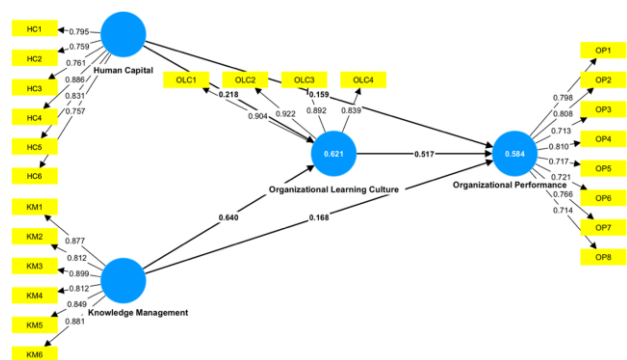 HC1
HC2
HC3
HC4
HC5
HC6
0.795
0.759
0.761
0.886
0.831
0.757
Human Capital
OLC1
OLC2
OLC3
OLC4
0.218
0.904
0.922
0.892
0.839
0.159
0.621
Organizational Learning Culture
0.517
0.640
0.168
KM1
KM2
KM3
KM4
KM5
KM6
0.877
0.812
0.899
0.812
0.849
0.881
Knowledge Management
0.584
Organizational Performance
OP1
OP2
OP3
OP4
OP5
OP6
OP7
OP8
0.798
0.808
0.713
0.810
0.717
0.721
0.766
0.714